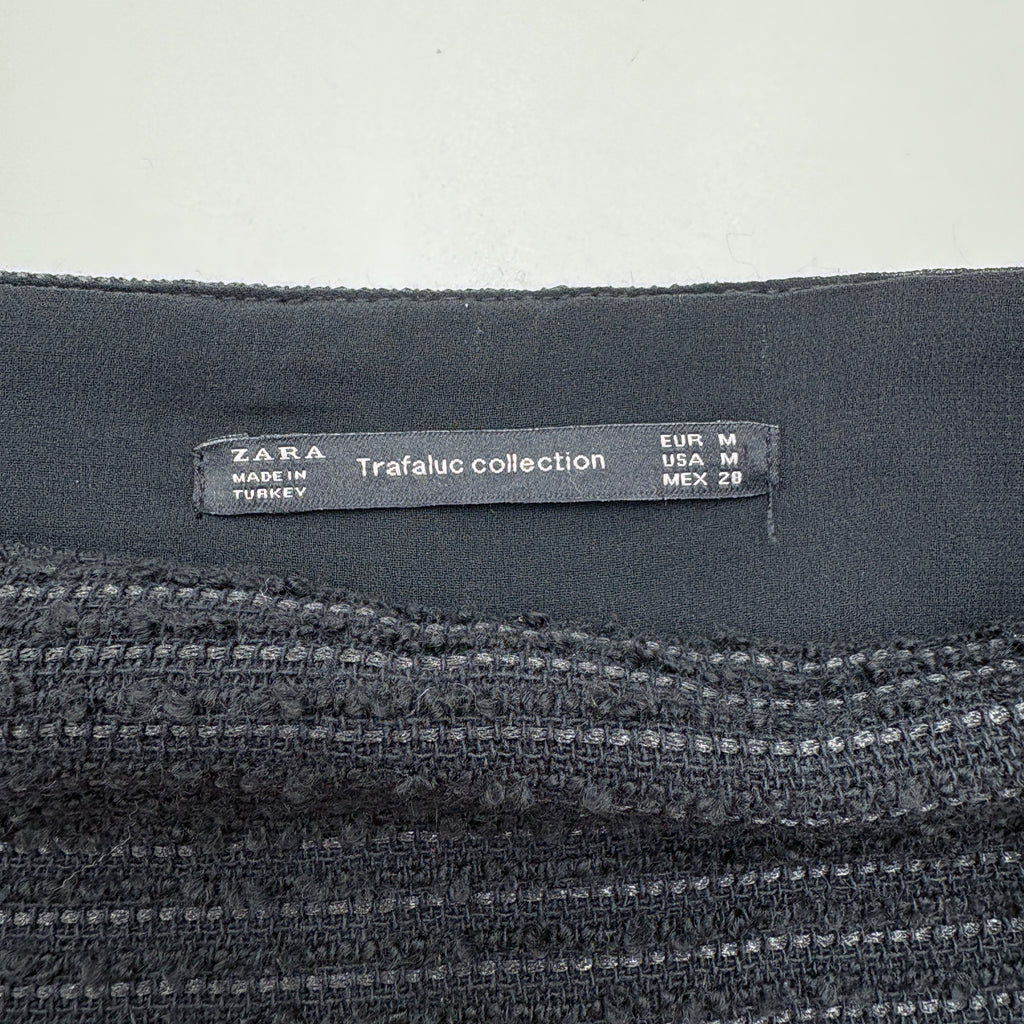 ZARA
MADE IN
TURKEY
Trafaluc collection
EUR M
USA M
MEX 28